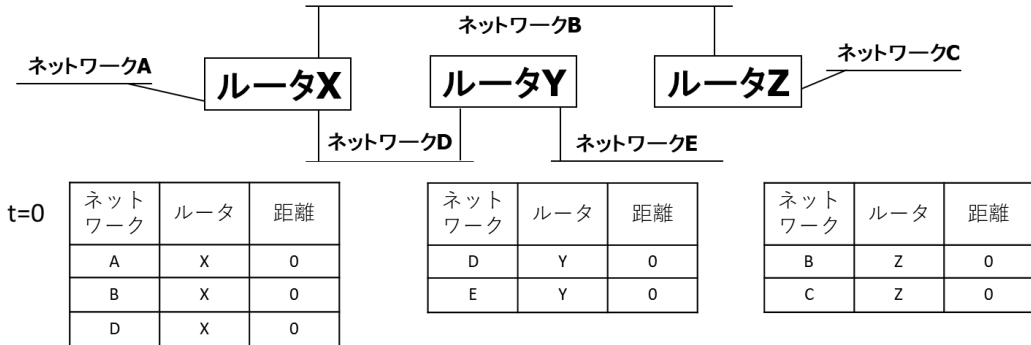 ネットワークB
ネットワークA
ネットワークC
ルータX
ルータY
ルータZ
ネットワークD
ネットワークE
t=0
ネット
ワーク
ルータ
距離
A X 0
B X 0
D X 0
ネット
ワーク
ルータ
距離
D Y 0
E Y 0
ネット
ワーク
ルータ
距離
B Z 0
C Z 0